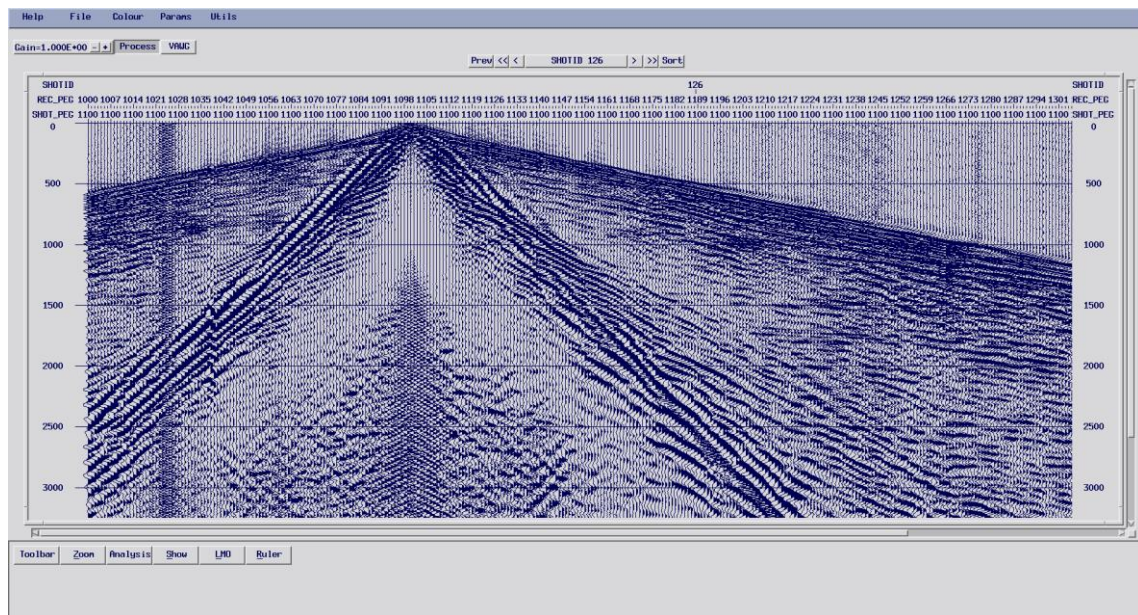 Help File Colour Params Utils
Gain=1.000E+00 - + Process VAWG
Prev << < SHOTID 126 > >> Sort
SHOTID 126 SHOTID
REC_PEG 1000 1007 1014 1021 1028 1035 1042 1049 1056 1063 1070 1077 1084 1091 1098 1105 1112 1119 1126 1133 1140 1147 1154 1161 1168 1175 1182 1189 1196 1203 1210 1217 1224 1231 1238 1245 1252 1259 1266 1273 1280 1287 1294 1301 REC_PEG
SHOT_PEG 1100 1100 1100 1100 1100 1100 1100 1100 1100 1100 1100 1100 1100 1100 1100 1100 1100 1100 1100 1100 1100 1100 1100 1100 1100 1100 1100 1100 1100 1100 1100 1100 1100 1100 1100 1100 1100 1100 1100 1100 1100 1100 1100 1100 SHOT_PEG
0 0
500 500
1000 1000
1500 1500
2000 2000
2500 2500
3000 3000
Toolbar Zoom Analysis Show LMO Ruler